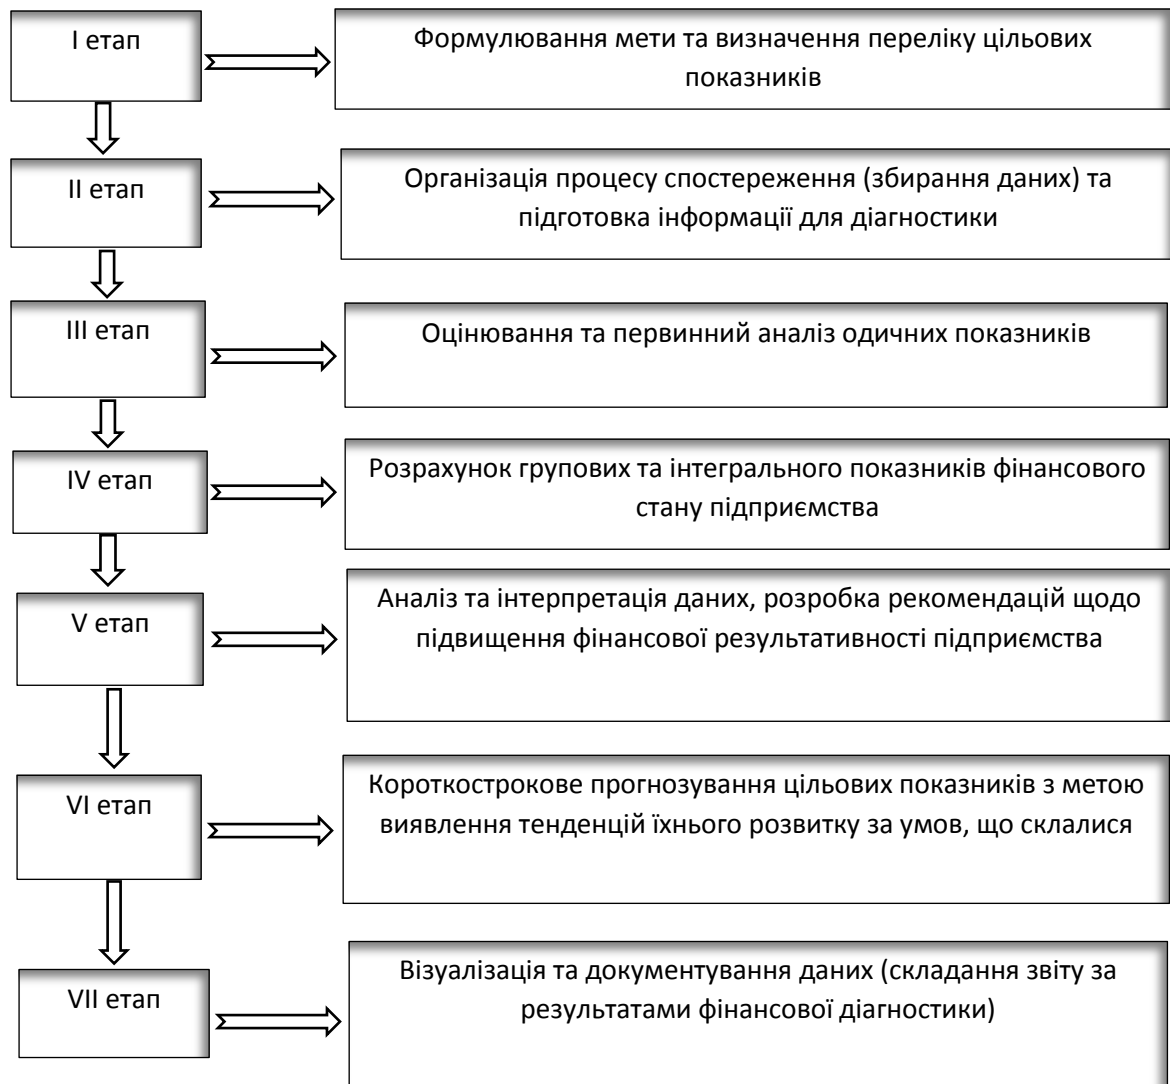 I етап
Формулювання мети та визначення переліку цільових
показників
II етап
Організація процесу спостереження (збирання даних) та
підготовка інформації для діагностики
III етап
Оцінювання та первинний аналіз одичних показників
IV етап
Розрахунок групових та інтегрального показників фінансового
стану підприємства
V етап
Аналіз та інтерпретація даних, розробка рекомендацій щодо
підвищення фінансової результативності підприємства
VI етап
Короткострокове прогнозування цільових показників з метою
виявлення тенденцій їхнього розвитку за умов, що склалися
VII етап
Візуалізація та документування даних (складання звіту за
результатами фінансової діагностики)